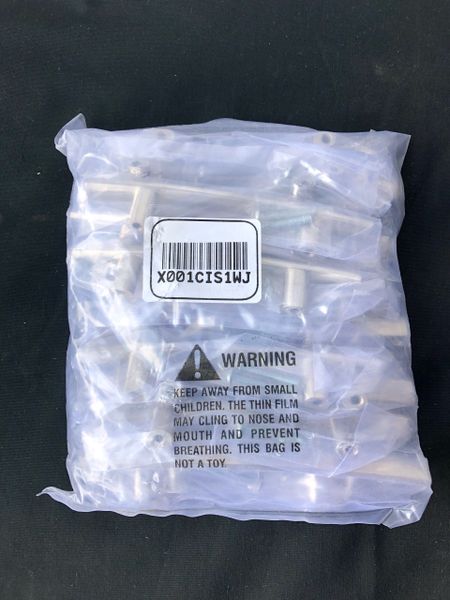 X001CIS1WJ
WARNING
KEEP AWAY FROM SMALL
CHILDREN. THE THIN FILM
MAY CLING TO NOSE AND
MOUTH AND PREVENT
BREATHING. THIS BAG IS
NOT A TOY.